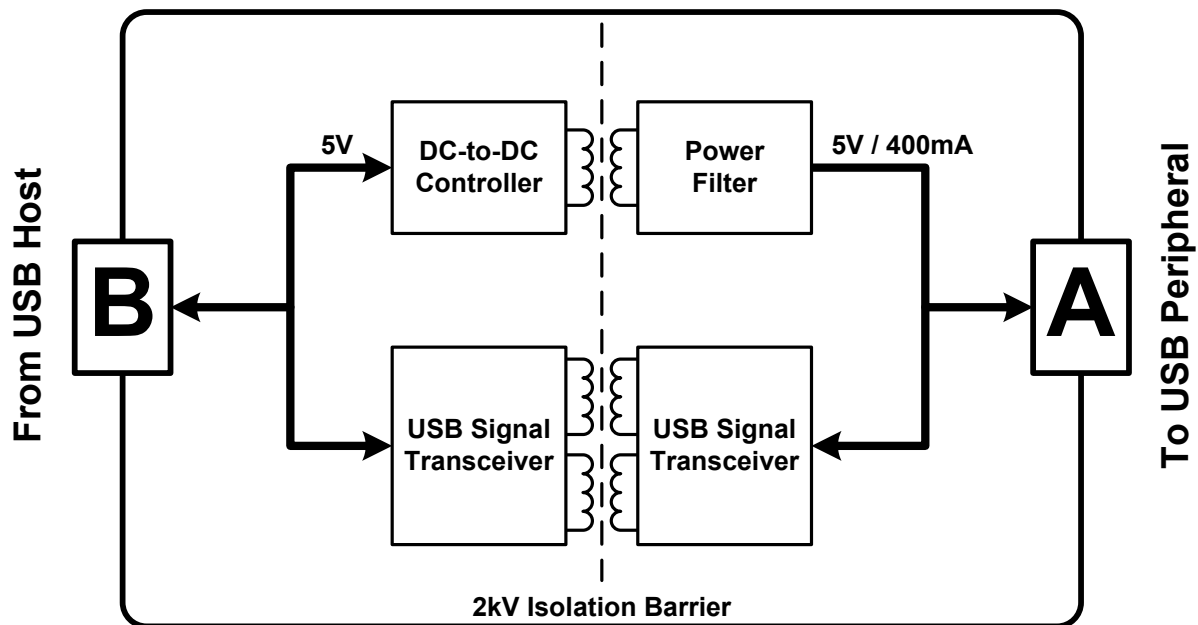 From USB Host
B
5V
DC-to-DC
Controller
Power
Filter
5V / 400mA
USB Signal
Transceiver
USB Signal
Transceiver
A
To USB Peripheral
2kV Isolation Barrier